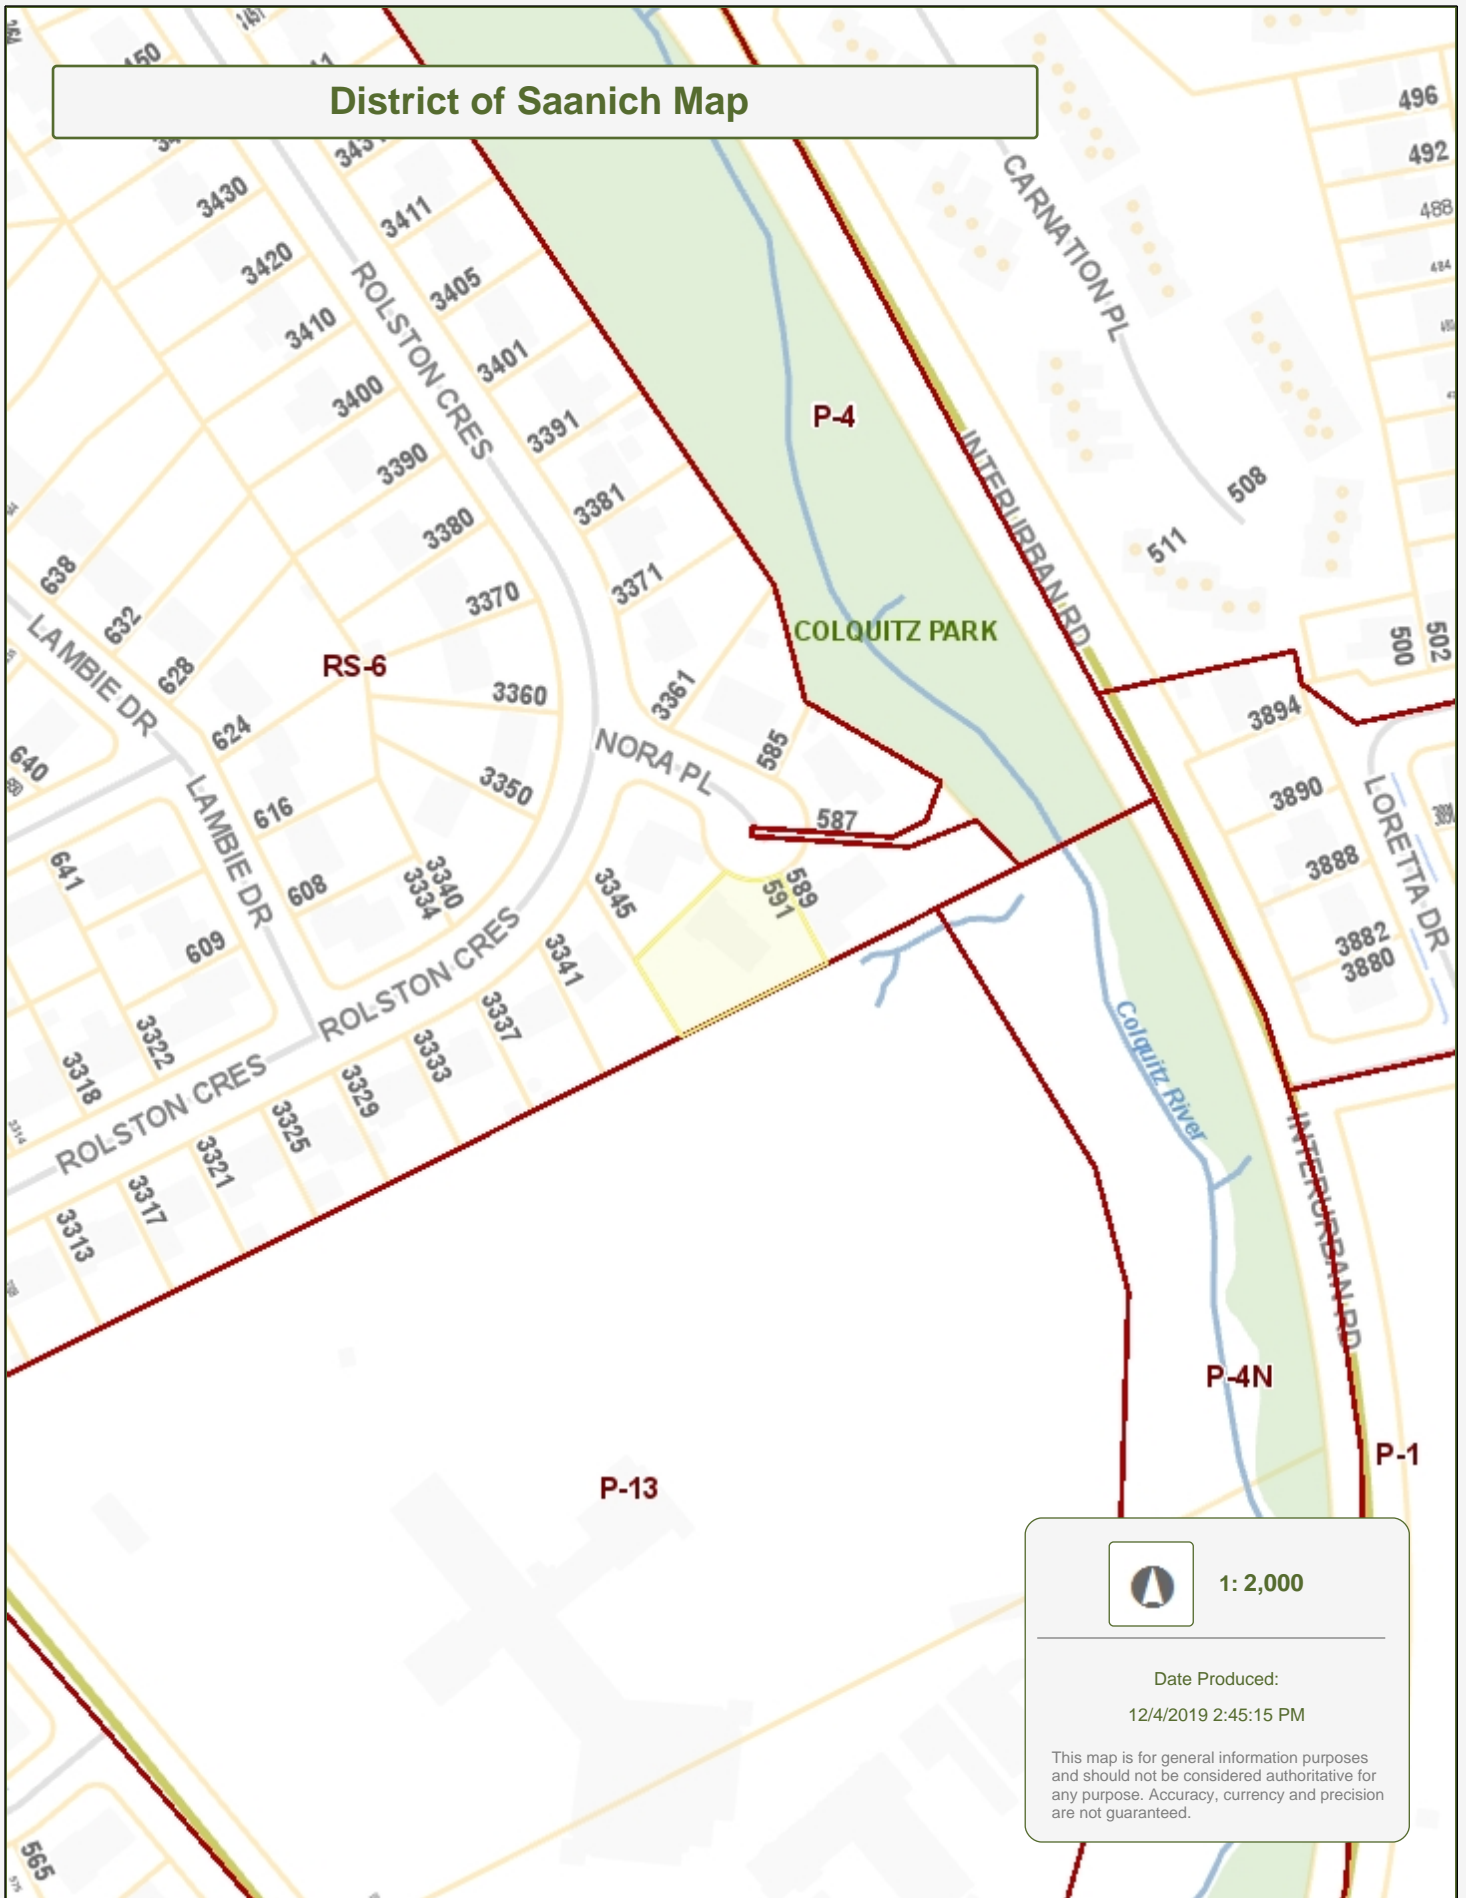 District of Saanich Map
3430
3420
3410
3400
3390
3380
3370
3360
3350
3340
3334
3411
3405
3401
3391
3381
3371
3361
ROLSTON CRES
CARNATION PL
496
492
488
484
P-4
INTERURBAN RD
508
511
COLQUITZ PARK
500
502
638
632
628
624
616
608
LAMBIE DR
RS-6
640
NORA PL
585
587
589
591
3894
3890
3888
3882
3880
LORETTA DR
LAMBIE DR
641
609
3345
3341
3337
3333
3329
3325
3321
3317
3313
3322
3318
3314
ROLSTON CRES
ROLSTON CRES
Colquitz River
INTERURBAN RD
P-4N
P-1
P-13
565
575
1: 2,000
Date Produced:
12/4/2019 2:45:15 PM
This map is for general information purposes
and should not be considered authoritative for
any purpose. Accuracy, currency and precision
are not guaranteed.